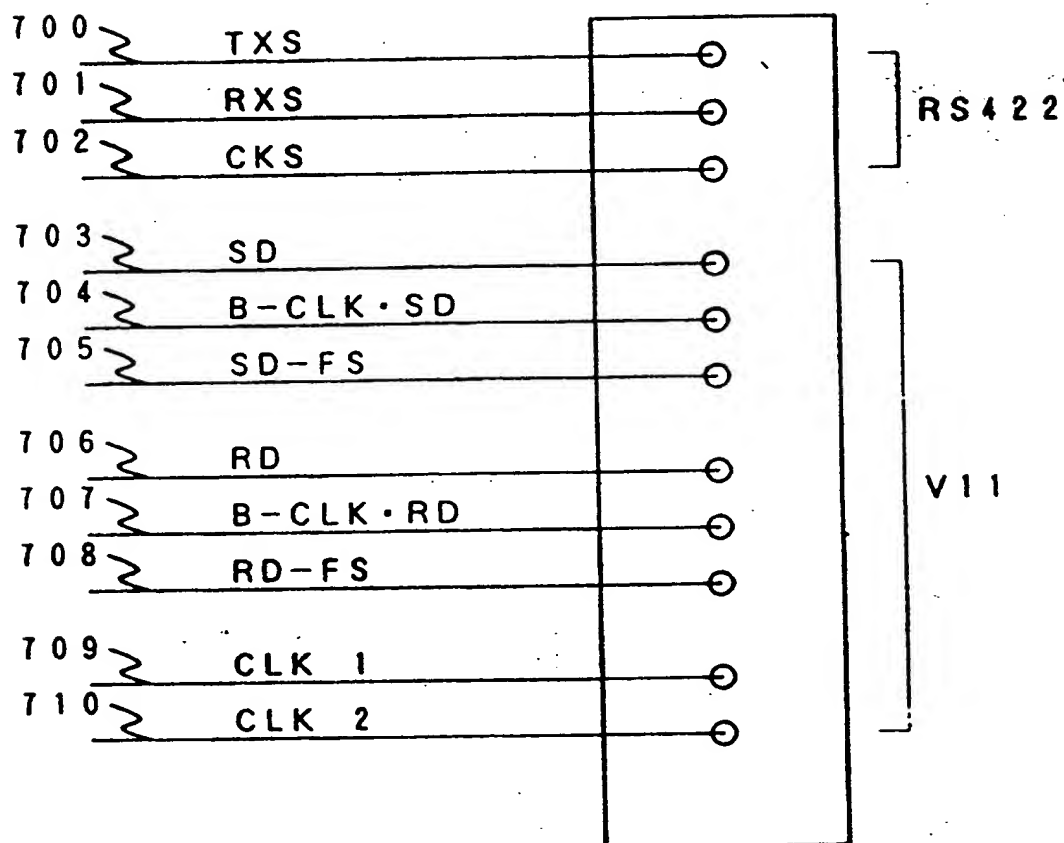 700 TXS
701 RXS
702 CKS
RS422
703 SD
704 B-CLK・SD
705 SD-FS
706 RD
707 B-CLK・RD
708 RD-FS
V11
709 CLK 1
710 CLK 2